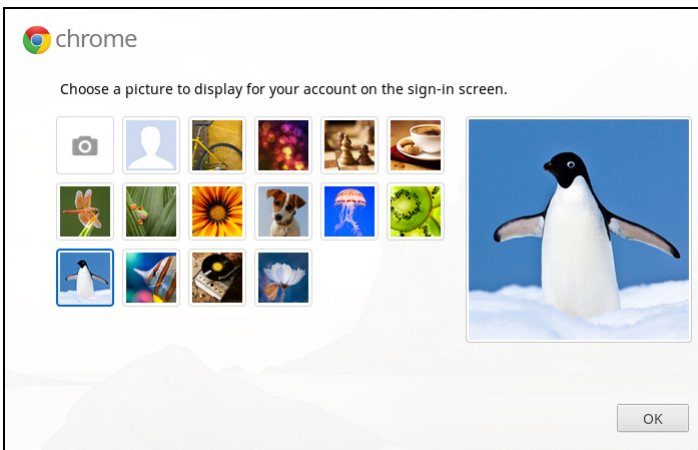 chrome
Choose a picture to display for your account on the sign-in screen.
OK